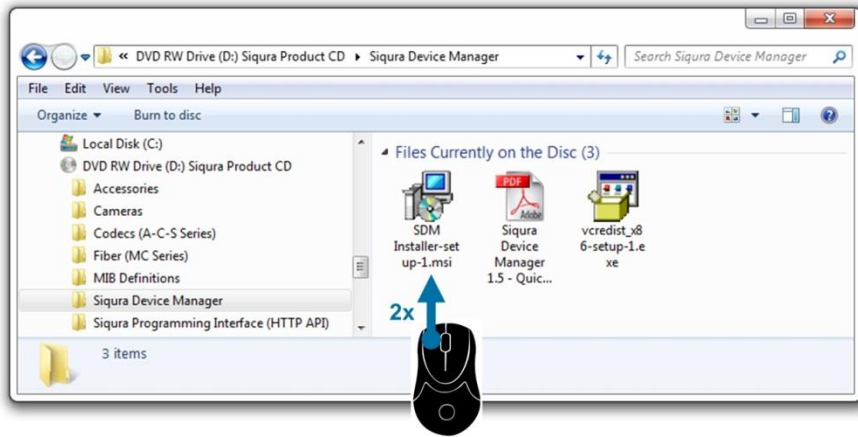 « DVD RW Drive (D:) Siqura Product CD ▸ Siqura Device Manager
Search Siqura Device Manager
File Edit View Tools Help
Organize Burn to disc
Local Disk (C:)
DVD RW Drive (D:) Siqura Product CD
Accessories
Cameras
Codecs (A-C-S Series)
Fiber (MC Series)
MIB Definitions
Siqura Device Manager
Siqura Programming Interface (HTTP API)
Files Currently on the Disc (3)
SDM
Installer-set
up-1.msi
PDF
Adobe
Siqura
Device
Manager
1.5 - Quic...
vcredist_x8
6-setup-1.e
xe
2x
3 items